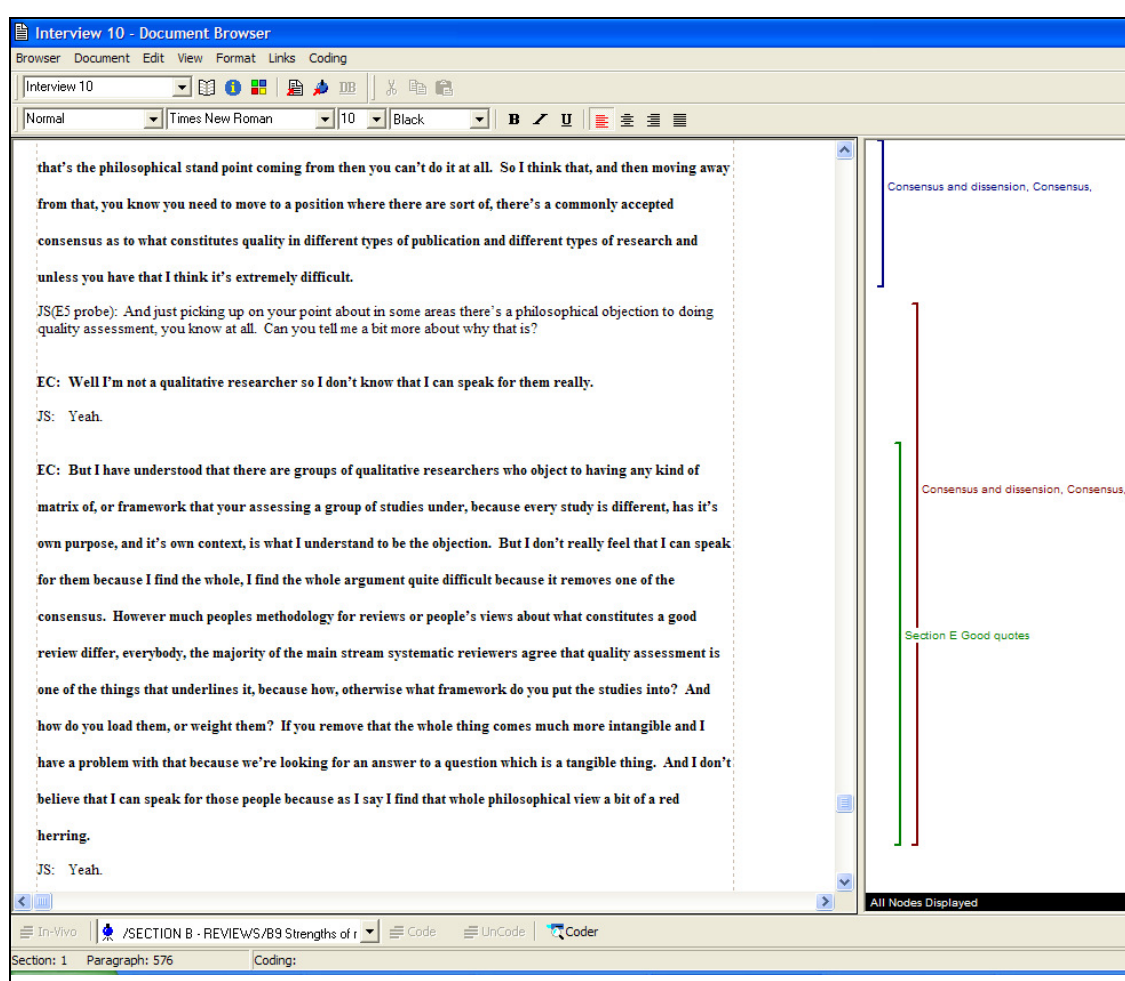 Interview 10 - Document Browser
Browser Document Edit View Format Links Coding
Interview 10
DB
Normal Times New Roman 10 Black B I U
that's the philosophical stand point coming from then you can't do it at all. So I think that, and then moving away
from that, you know you need to move to a position where there are sort of, there's a commonly accepted
consensus as to what constitutes quality in different types of publication and different types of research and
unless you have that I think it's extremely difficult.
JS(E5 probe): And just picking up on your point about in some areas there's a philosophical objection to doing
quality assessment, you know at all. Can you tell me a bit more about why that is?
EC: Well I'm not a qualitative researcher so I don't know that I can speak for them really.
JS: Yeah.
EC: But I have understood that there are groups of qualitative researchers who object to having any kind of
matrix of, or framework that your assessing a group of studies under, because every study is different, has it's
own purpose, and it's own context, is what I understand to be the objection. But I don't really feel that I can speak
for them because I find the whole, I find the whole argument quite difficult because it removes one of the
consensus. However much peoples methodology for reviews or people's views about what constitutes a good
review differ, everybody, the majority of the main stream systematic reviewers agree that quality assessment is
one of the things that underlines it, because how, otherwise what framework do you put the studies into? And
how do you load them, or weight them? If you remove that the whole thing comes much more intangible and I
have a problem with that because we're looking for an answer to a question which is a tangible thing. And I don't
believe that I can speak for those people because as I say I find that whole philosophical view a bit of a red
herring.
JS: Yeah.
Consensus and dissension, Consensus,
Consensus and dissension, Consensus,
Section E Good quotes
All Nodes Displayed
In-Vivo /SECTION B - REVIEWS/B9 Strengths of r Code UnCode Coder
Section: 1 Paragraph: 576 Coding: